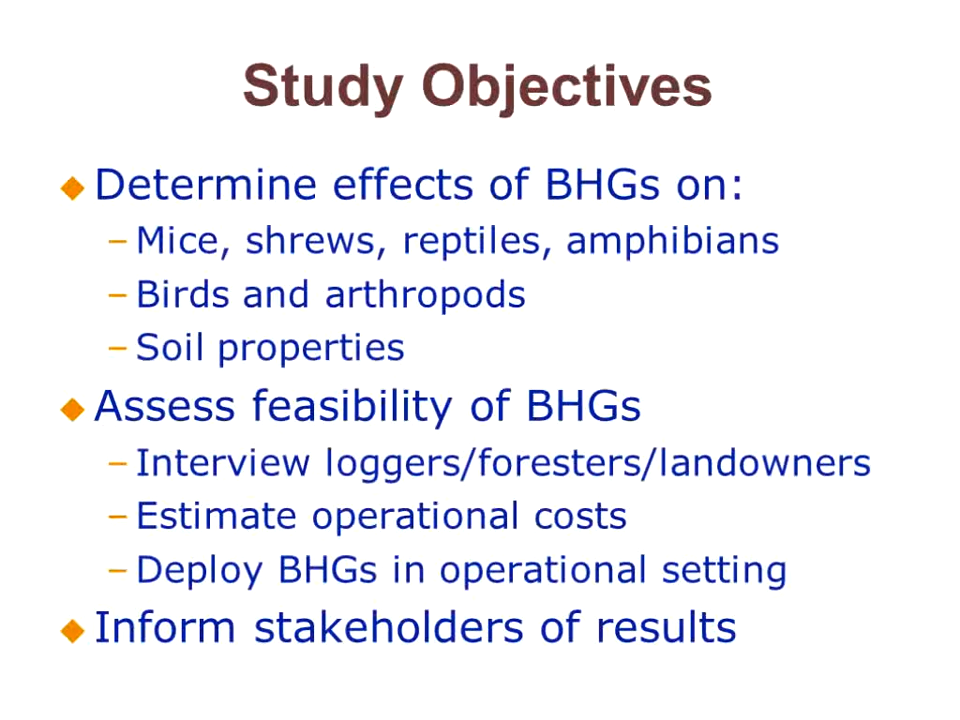 Study Objectives
◆ Determine effects of BHGs on:
– Mice, shrews, reptiles, amphibians
– Birds and arthropods
– Soil properties
◆ Assess feasibility of BHGs
– Interview loggers/foresters/landowners
– Estimate operational costs
– Deploy BHGs in operational setting
◆ Inform stakeholders of results